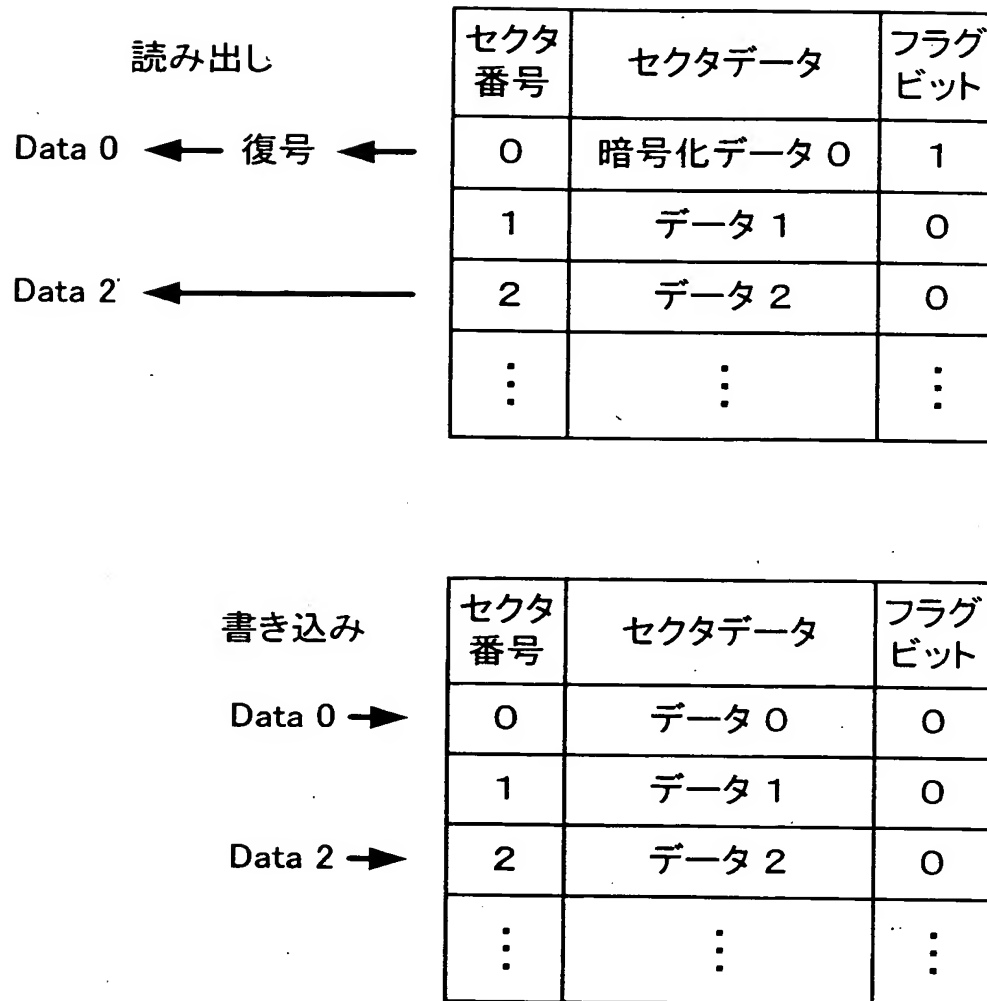 読み出し
セクタ
番号
セクタデータ
フラグ
ビット
Data 0 復号 0 暗号化データ 0 1
1 データ 1 0
Data 2 2 データ 2 0
⋮ ⋮ ⋮
書き込み
セクタ
番号
セクタデータ
フラグ
ビット
Data 0 0 データ 0 0
1 データ 1 0
Data 2 2 データ 2 0
⋮ ⋮ ⋮